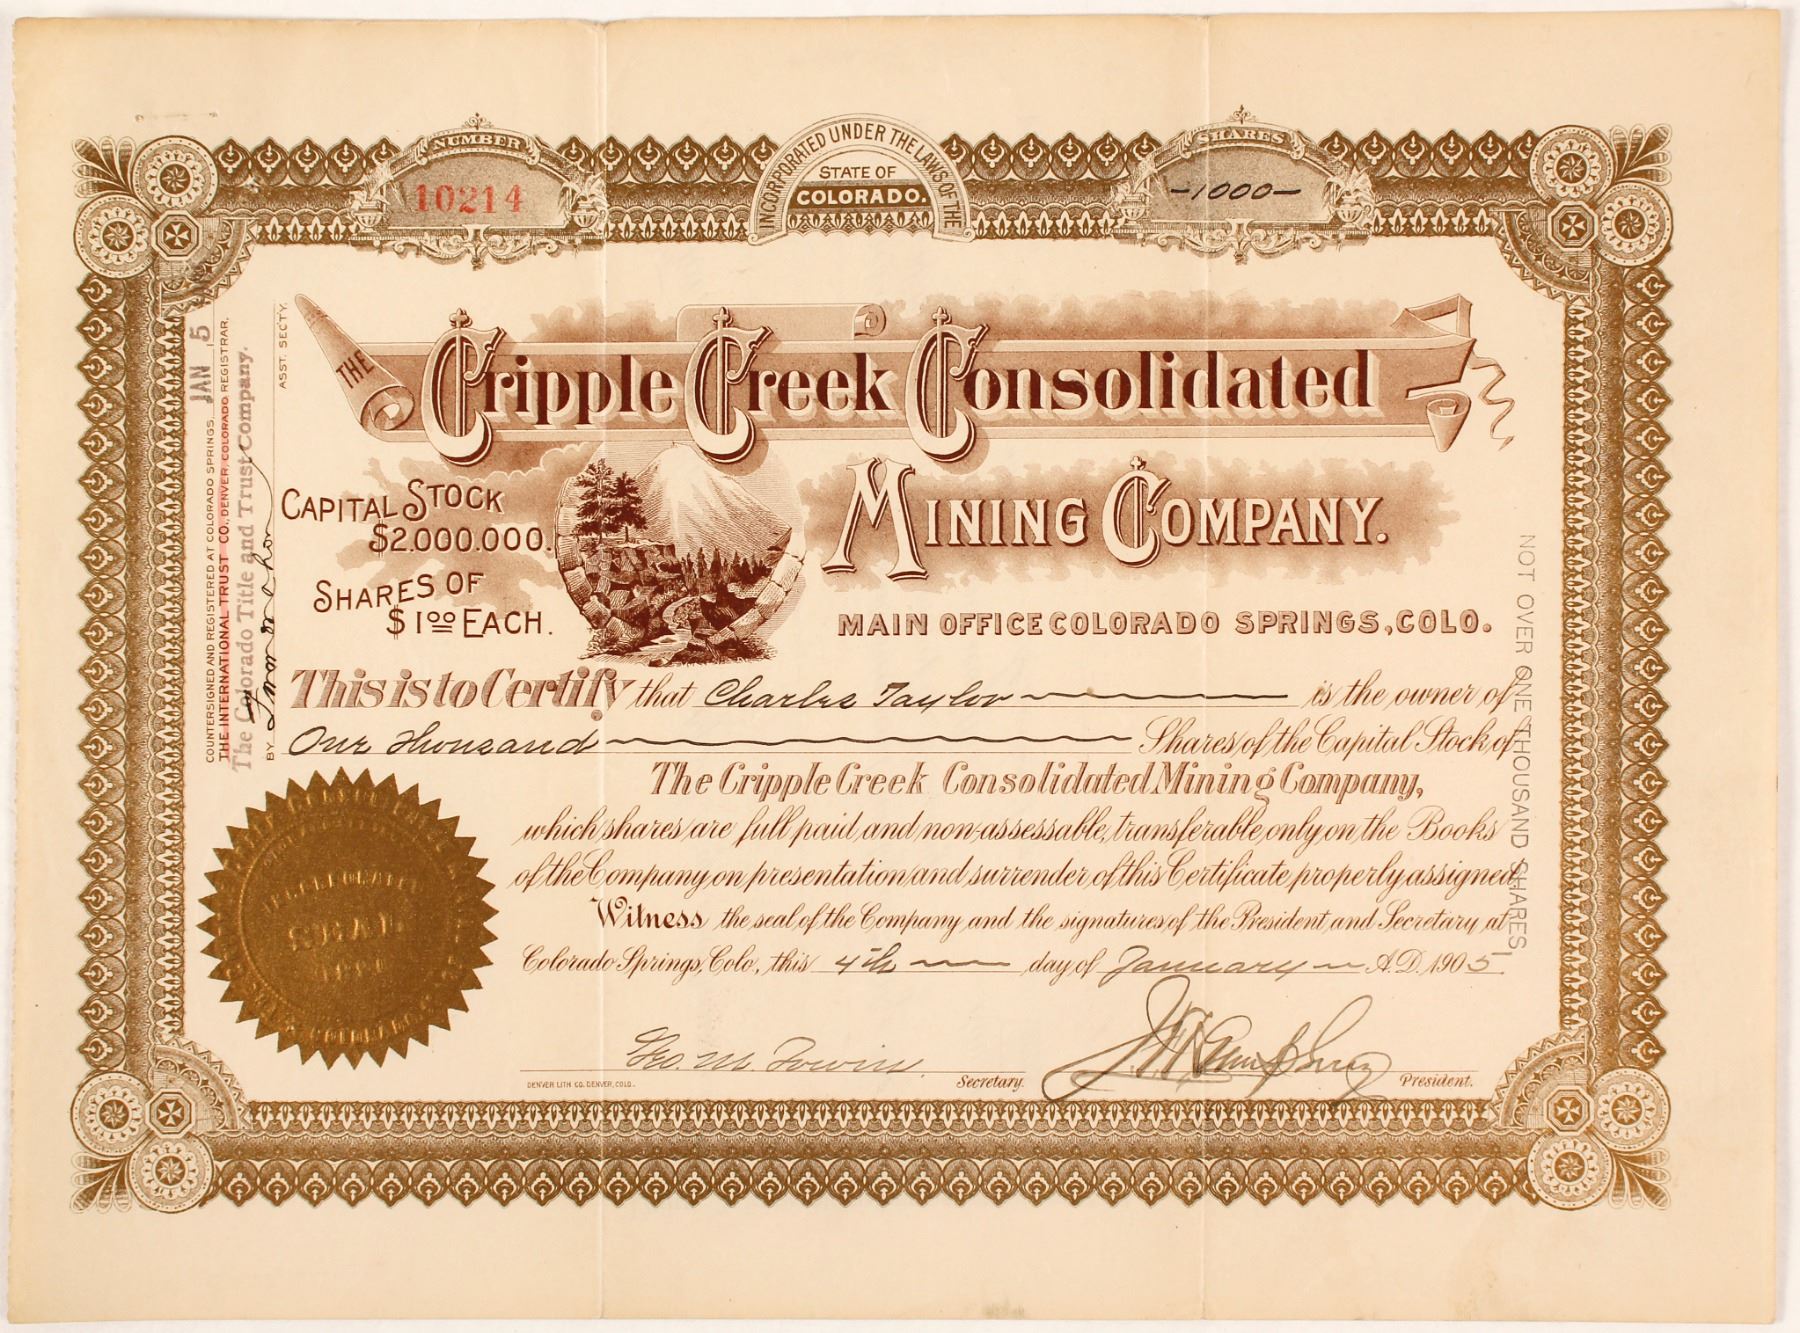 NUMBER
10214
INCORPORATED UNDER THE LAWS OF THE
STATE OF
COLORADO.
SHARES
-1000-
COUNTERSIGNED AND REGISTERED AT COLORADO SPRINGS, JAN 5
THE INTERNATIONAL TRUST CO., DENVER, COLORADO, REGISTRAR.
The Colorado Title and Trust Company.
BY
ASST. SECTY.
THE Cripple Creek Consolidated
MINING COMPANY.
CAPITAL STOCK
$2.000.000.
SHARES OF
$1 00 EACH.
MAIN OFFICE COLORADO SPRINGS, COLO.
This is to Certify that Charles Taylor is the owner of
One Thousand Shares of the Capital Stock of
The Cripple Creek Consolidated Mining Company,
which shares are full paid and non-assessable, transferable only on the Books
of the Company on presentation and surrender of this Certificate properly assigned.
Witness the seal of the Company and the signatures of the President and Secretary at
Colorado Springs, Colo., this 4th day of January A.D. 1905
NOT OVER ONE THOUSAND SHARES
INCORPORATED
SEAL
Geo. M. Irwin. Secretary.
President.
DENVER LITH CO. DENVER, COLO.